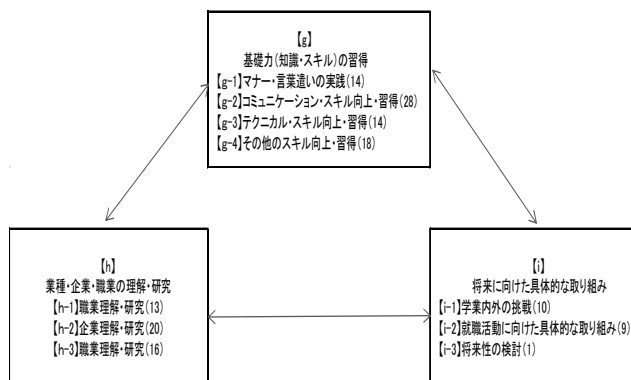 【g】
基礎力(知識・スキル)の習得
【g-1】マナー・言葉遣いの実践(14)
【g-2】コミュニケーション・スキル向上・習得(28)
【g-3】テクニカル・スキル向上・習得(14)
【g-4】その他のスキル向上・習得(18)
【h】
業種・企業・職業の理解・研究
【h-1】職業理解・研究(13)
【h-2】企業理解・研究(20)
【h-3】職業理解・研究(16)
【i】
将来に向けた具体的な取り組み
【i-1】学業内外の挑戦(10)
【i-2】就職活動に向けた具体的な取り組み(9)
【i-3】将来性の検討(1)